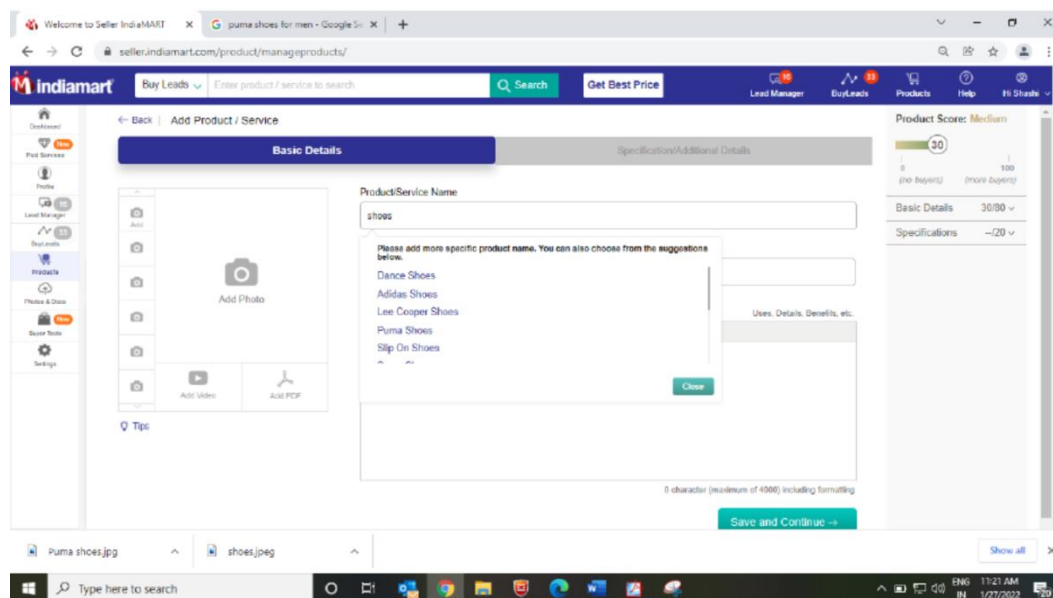 Welcome to Seller IndiaMART
puma shoes for men - Google Se
seller.indiamart.com/product/manageproducts/
indiamart
Buy Leads
Enter product / service to search
Search
Get Best Price
16
Lead Manager
33
BuyLeads
Products
Help
Hi Shashi
Dashboard
New
Paid Services
Profile
16
Lead Manager
33
BuyLeads
Products
Photos & Docs
New
Buyer Tools
Settings
← Back | Add Product / Service
Basic Details
Specification/Additional Details
Add
Add Photo
Add Video
Add PDF
Tips
Product/Service Name
shoes
Please add more specific product name. You can also choose from the suggestions
below.
Dance Shoes
Adidas Shoes
Lee Cooper Shoes
Puma Shoes
Slip On Shoes
Close
Uses, Details, Benefits, etc.
0 character (maximum of 4000) including formatting
Save and Continue →
Product Score: Medium
30
0
100
(no buyers)
(more buyers)
Basic Details 30/80
Specifications --/20
Puma shoes.jpg
shoes.jpeg
Show all
Type here to search
ENG
IN
11:21 AM
1/27/2022
20